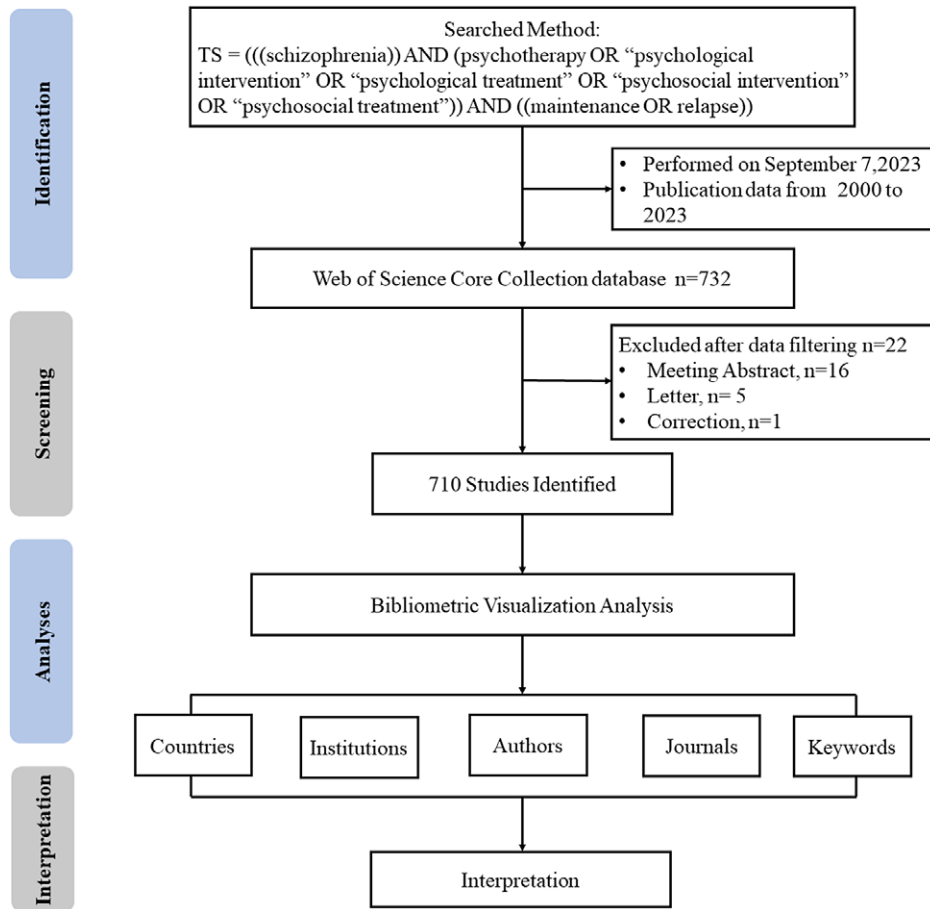 Identification
Searched Method:
TS = (((schizophrenia)) AND (psychotherapy OR “psychological
intervention” OR “psychological treatment” OR “psychosocial intervention”
OR “psychosocial treatment”)) AND ((maintenance OR relapse))
• Performed on September 7,2023
• Publication data from 2000 to
2023
Web of Science Core Collection database n=732
Screening
Excluded after data filtering n=22
• Meeting Abstract, n=16
• Letter, n= 5
• Correction, n=1
710 Studies Identified
Analyses
Bibliometric Visualization Analysis
Countries
Institutions
Authors
Journals
Keywords
Interpretation
Interpretation